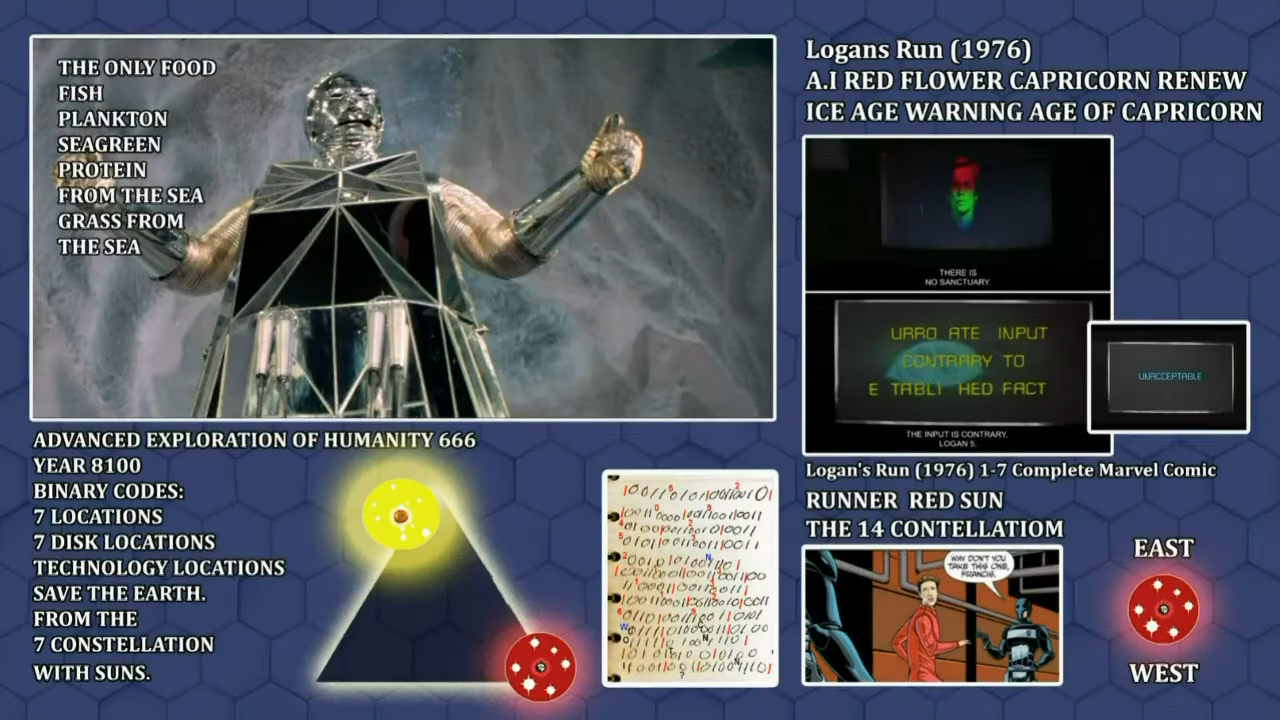 THE ONLY FOOD
FISH
PLANKTON
SEAGREEN
PROTEIN
FROM THE SEA
GRASS FROM
THE SEA
Logans Run (1976)
A.I RED FLOWER CAPRICORN RENEW
ICE AGE WARNING AGE OF CAPRICORN
THERE IS
NO SANCTUARY.
URRO ATE INPUT
CONTRARY TO
E TABLI HED FACT
THE INPUT IS CONTRARY,
LOGAN 5.
UNACCEPTABLE
ADVANCED EXPLORATION OF HUMANITY 666
YEAR 8100
BINARY CODES:
7 LOCATIONS
7 DISK LOCATIONS
TECHNOLOGY LOCATIONS
SAVE THE EARTH.
FROM THE
7 CONSTELLATION
WITH SUNS.
Logan's Run (1976) 1-7 Complete Marvel Comic
RUNNER RED SUN
THE 14 CONTELLATIOM
WHY DON'T YOU
TAKE THIS ONE,
FRANCIS.
EAST
WEST